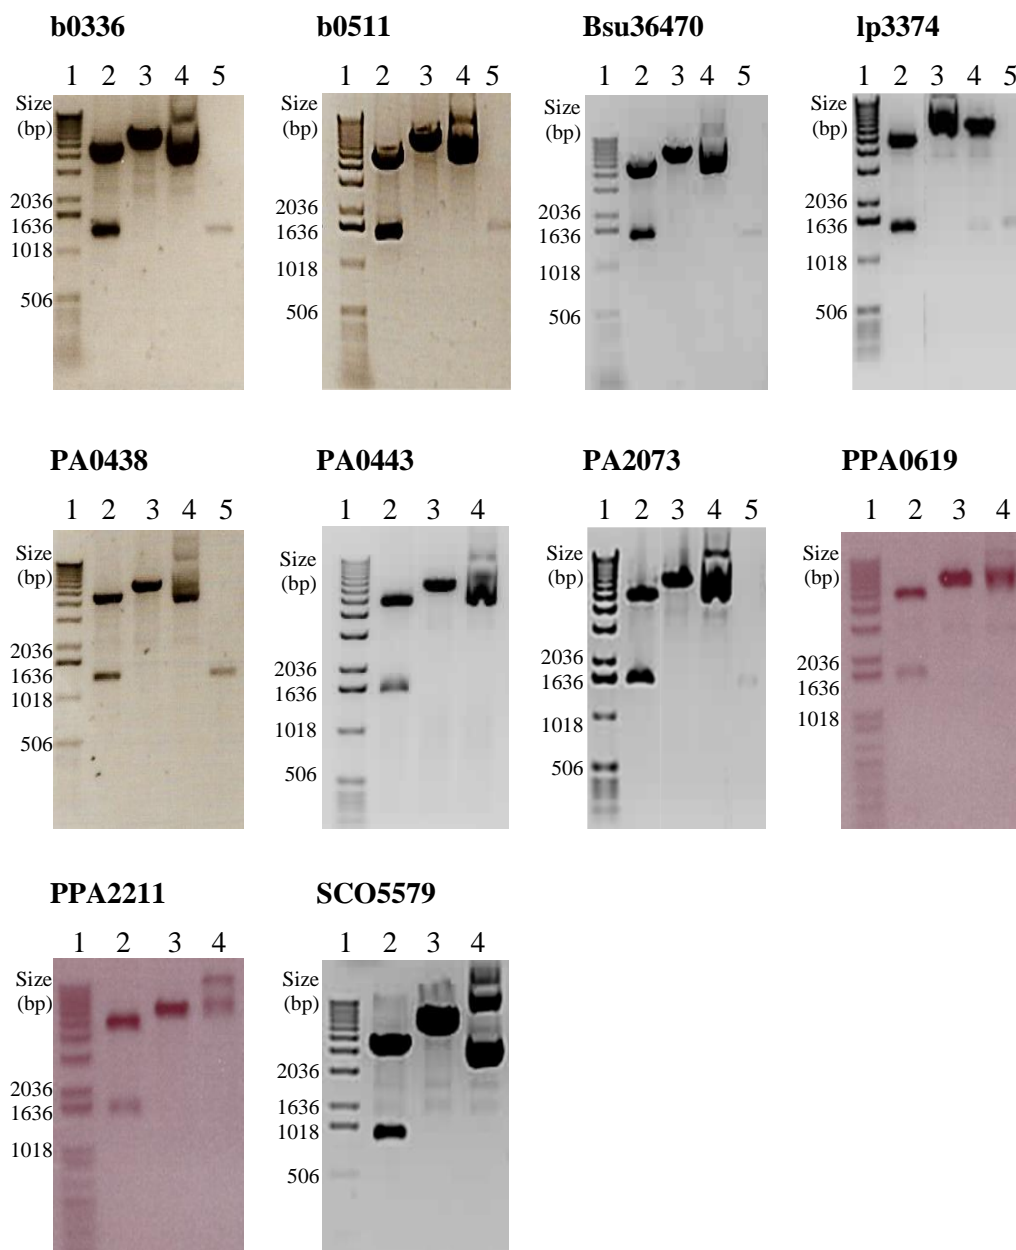 b0336
1 2 3 4 5
Size
(bp)
2036
1636
1018
506
b0511
1 2 3 4 5
Size
(bp)
2036
1636
1018
506
Bsu36470
1 2 3 4 5
Size
(bp)
2036
1636
1018
506
lp3374
1 2 3 4 5
Size
(bp)
2036
1636
1018
506
PA0438
1 2 3 4 5
Size
(bp)
2036
1636
1018
506
PA0443
1 2 3 4
Size
(bp)
2036
1636
1018
506
PA2073
1 2 3 4 5
Size
(bp)
2036
1636
1018
506
PPA0619
1 2 3 4
Size
(bp)
2036
1636
1018
PPA2211
1 2 3 4
Size
(bp)
2036
1636
1018
SCO5579
1 2 3 4
Size
(bp)
2036
1636
1018
506